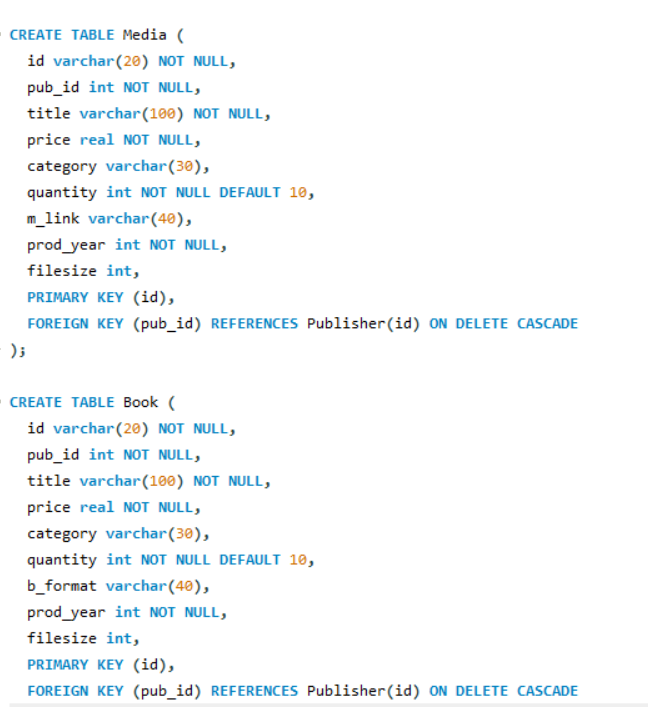 CREATE TABLE Media (
id varchar(20) NOT NULL,
pub_id int NOT NULL,
title varchar(100) NOT NULL,
price real NOT NULL,
category varchar(30),
quantity int NOT NULL DEFAULT 10,
m_link varchar(40),
prod_year int NOT NULL,
filesize int,
PRIMARY KEY (id),
FOREIGN KEY (pub_id) REFERENCES Publisher(id) ON DELETE CASCADE
);
CREATE TABLE Book (
id varchar(20) NOT NULL,
pub_id int NOT NULL,
title varchar(100) NOT NULL,
price real NOT NULL,
category varchar(30),
quantity int NOT NULL DEFAULT 10,
b_format varchar(40),
prod_year int NOT NULL,
filesize int,
PRIMARY KEY (id),
FOREIGN KEY (pub_id) REFERENCES Publisher(id) ON DELETE CASCADE